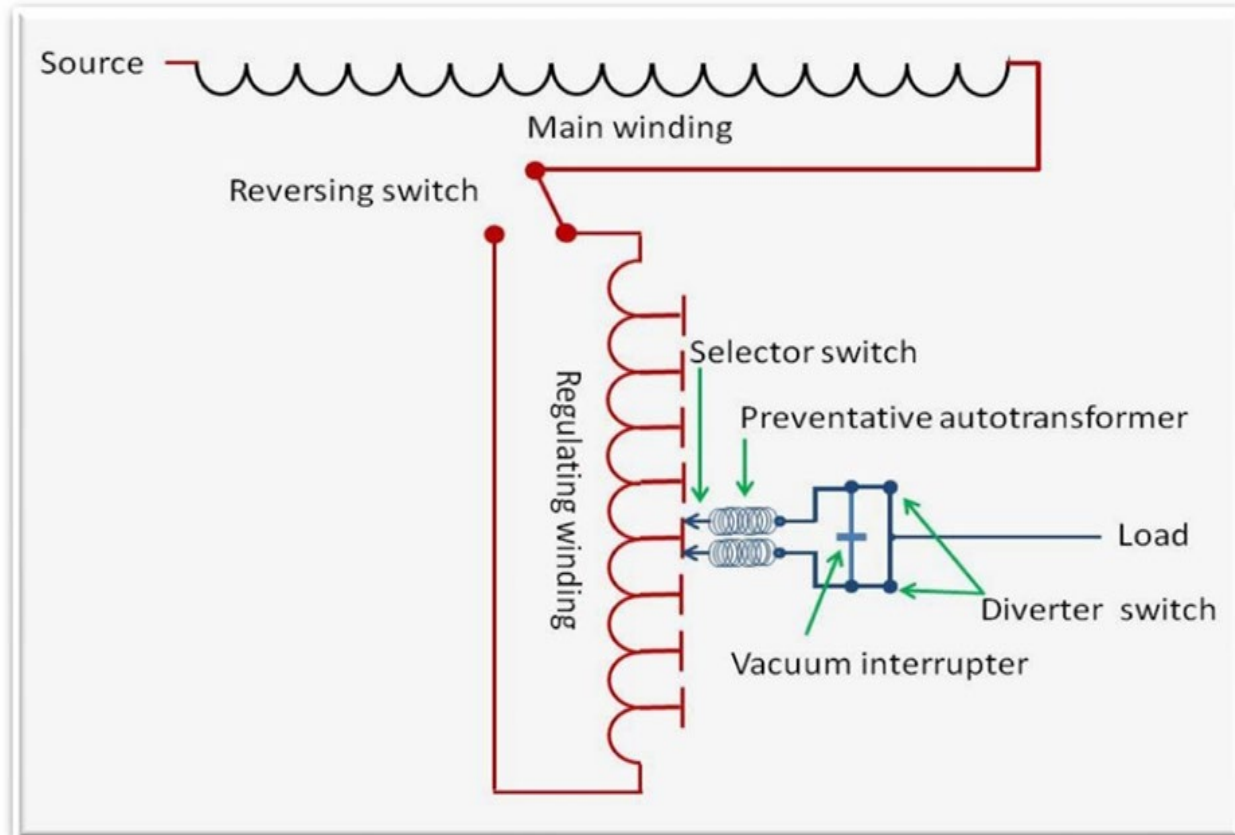 Source
Main winding
Reversing switch
Selector switch
Preventative autotransformer
Regulating winding
Load
Diverter switch
Vacuum interrupter